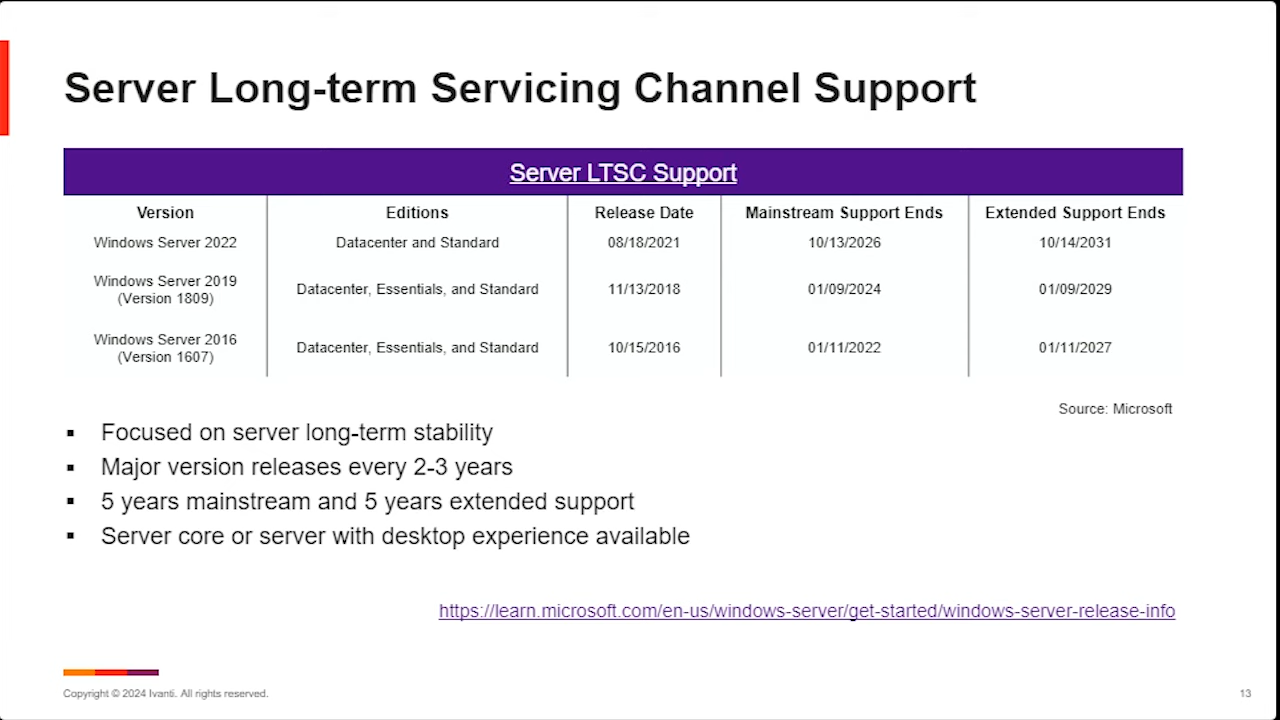 Server Long-term Servicing Channel Support
Server LTSC Support
Version Editions Release Date Mainstream Support Ends Extended Support Ends
Windows Server 2022 Datacenter and Standard 08/18/2021 10/13/2026 10/14/2031
Windows Server 2019
(Version 1809) Datacenter, Essentials, and Standard 11/13/2018 01/09/2024 01/09/2029
Windows Server 2016
(Version 1607) Datacenter, Essentials, and Standard 10/15/2016 01/11/2022 01/11/2027
Source: Microsoft
▪ Focused on server long-term stability
▪ Major version releases every 2-3 years
▪ 5 years mainstream and 5 years extended support
▪ Server core or server with desktop experience available
https://learn.microsoft.com/en-us/windows-server/get-started/windows-server-release-info
Copyright © 2024 Ivanti. All rights reserved.
13